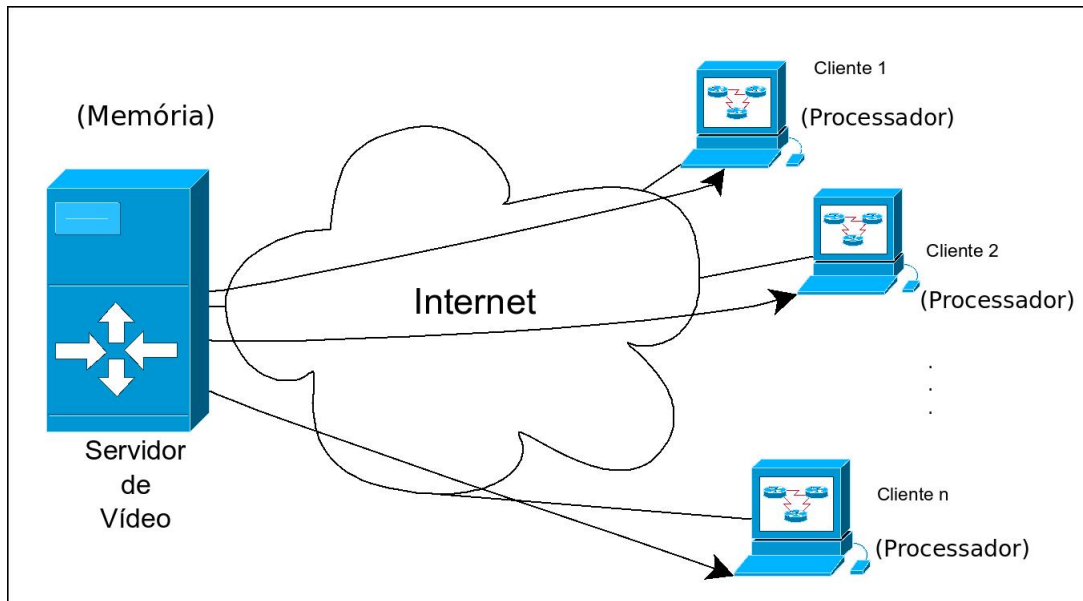 (Memória)
Servidor
de
Vídeo
Internet
Cliente 1
(Processador)
Cliente 2
(Processador)
.
.
.
Cliente n
(Processador)